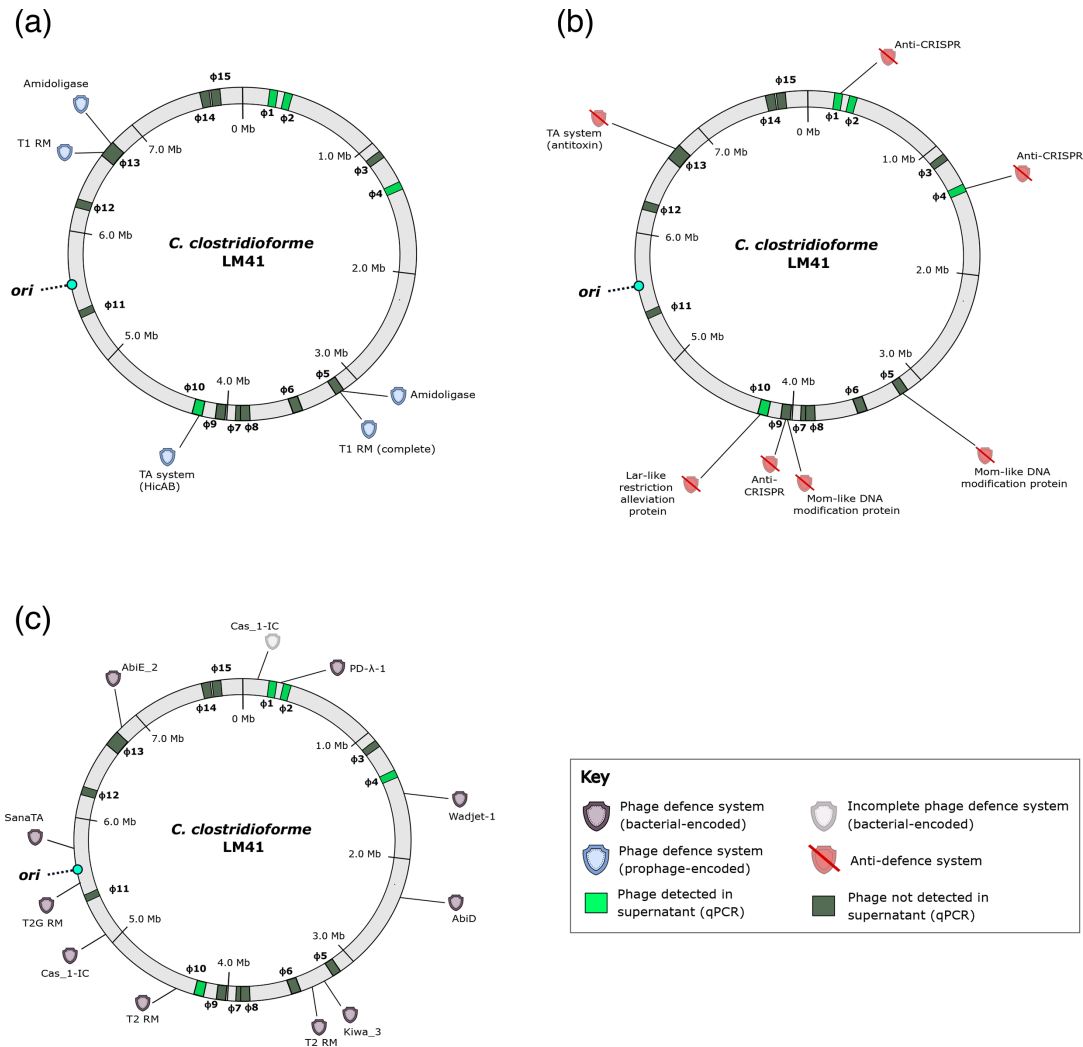 (a)
ϕ15
Amidoligase
T1 RM
ϕ14
ϕ1
ϕ2
0 Mb
7.0 Mb
1.0 Mb
ϕ13
ϕ3
ϕ4
ϕ12
6.0 Mb
C. clostridioforme
LM41
2.0 Mb
ori
ϕ11
5.0 Mb
3.0 Mb
ϕ10
4.0 Mb
ϕ6
ϕ5
Amidoligase
ϕ9
ϕ7
ϕ8
T1 RM (complete)
TA system
(HicAB)
(b)
Anti-CRISPR
ϕ15
TA system
(antitoxin)
ϕ14
ϕ1
ϕ2
0 Mb
7.0 Mb
1.0 Mb
Anti-CRISPR
ϕ13
ϕ3
ϕ4
ϕ12
6.0 Mb
C. clostridioforme
LM41
2.0 Mb
ori
ϕ11
5.0 Mb
3.0 Mb
ϕ10
4.0 Mb
ϕ6
ϕ5
ϕ9
ϕ7
ϕ8
Lar-like
restriction
alleviation
protein
Anti-
CRISPR
Mom-like DNA
modification protein
Mom-like DNA
modification protein
(c)
Cas_1-IC
AbiE_2
ϕ15
PD-λ-1
ϕ14
ϕ1
ϕ2
0 Mb
7.0 Mb
1.0 Mb
ϕ13
ϕ3
ϕ4
ϕ12
Wadjet-1
SanaTA
6.0 Mb
C. clostridioforme
LM41
2.0 Mb
ori
ϕ11
T2G RM
AbiD
5.0 Mb
3.0 Mb
Cas_1-IC
ϕ10
4.0 Mb
ϕ6
ϕ5
ϕ9
ϕ7
ϕ8
T2 RM
Kiwa_3
T2 RM
Key
Phage defence system
(bacterial-encoded)
Incomplete phage defence system
(bacterial-encoded)
Phage defence system
(prophage-encoded)
Anti-defence system
Phage detected in
supernatant (qPCR)
Phage not detected in
supernatant (qPCR)